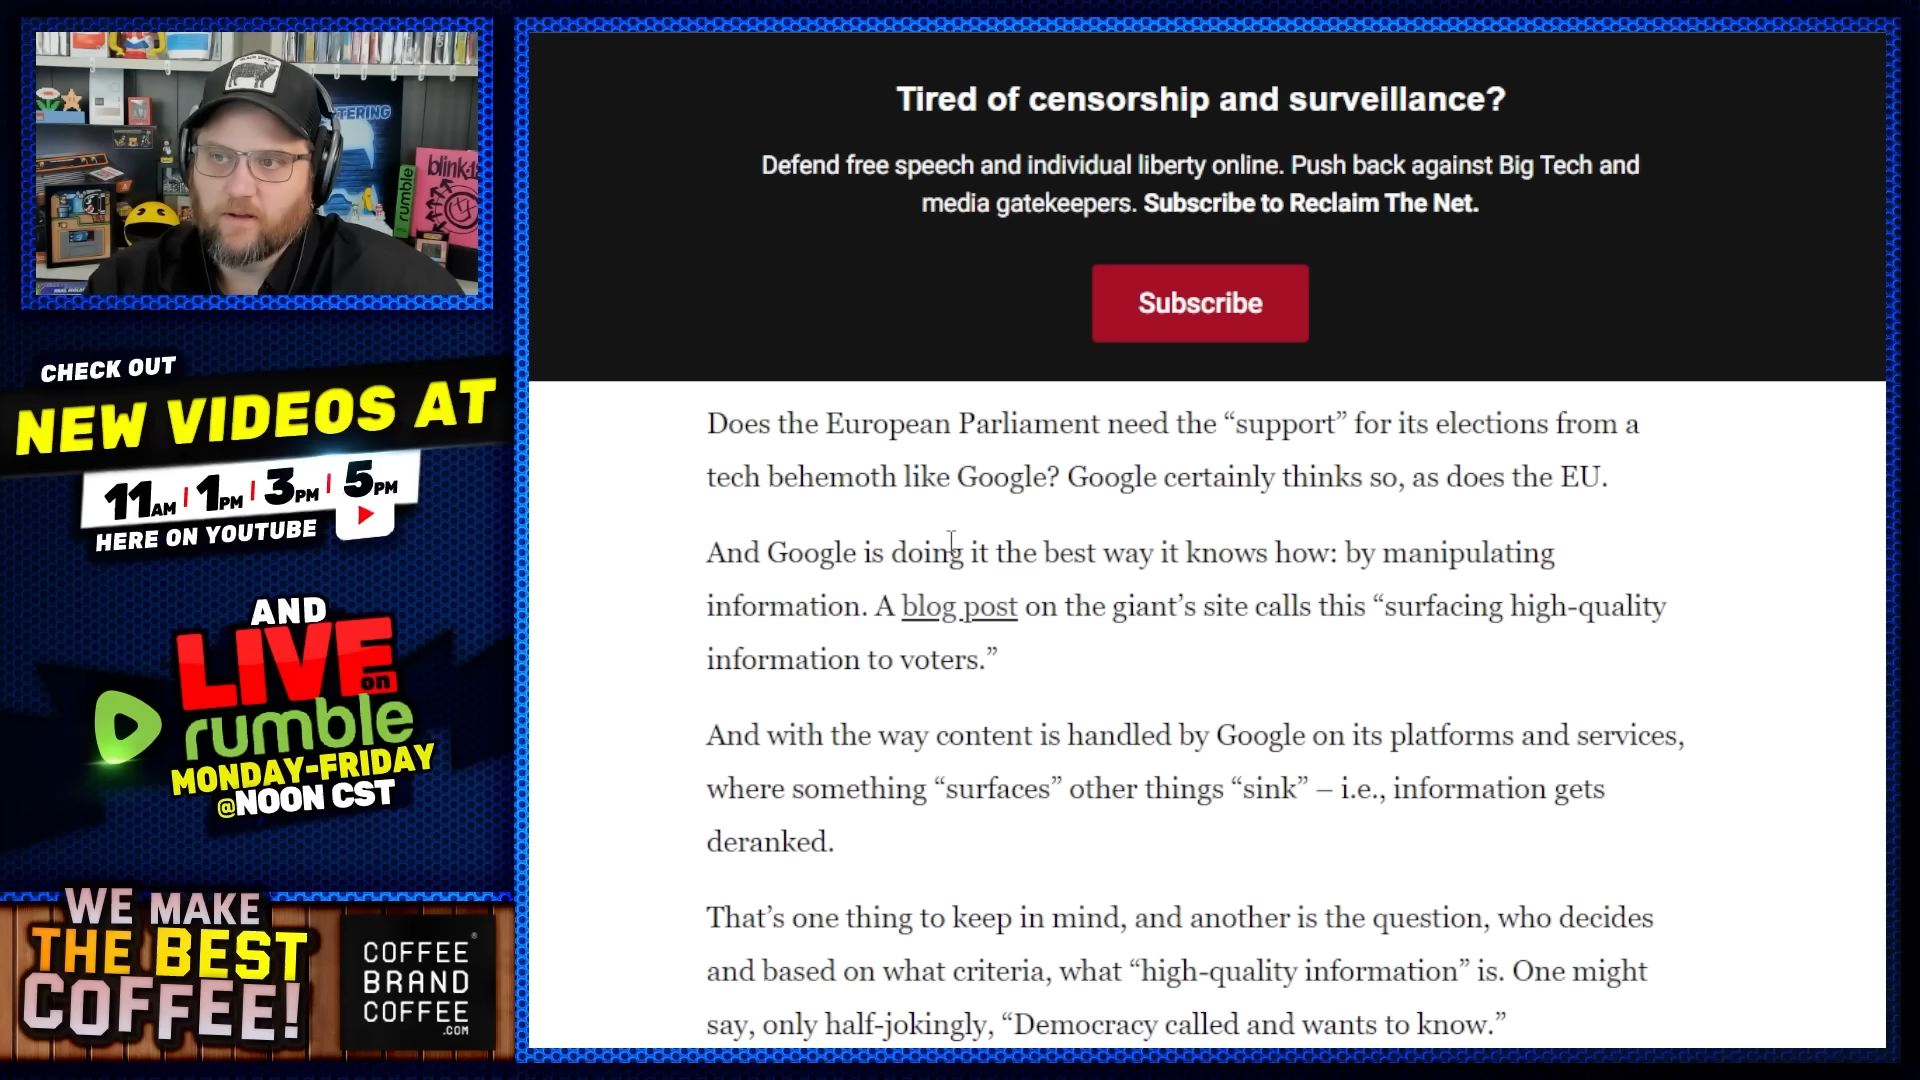 BLACK SHEEP
TERING
rumble
blink-1
CHECK OUT
NEW VIDEOS AT
11AM | 1PM | 3PM | 5PM
HERE ON YOUTUBE
AND
LIVE
on
rumble
MONDAY-FRIDAY
@NOON CST
WE MAKE
THE BEST
COFFEE!
COFFEE®
BRAND
COFFEE
.COM
Tired of censorship and surveillance?
Defend free speech and individual liberty online. Push back against Big Tech and
media gatekeepers. Subscribe to Reclaim The Net.
Subscribe
Does the European Parliament need the “support” for its elections from a
tech behemoth like Google? Google certainly thinks so, as does the EU.
And Google is doing it the best way it knows how: by manipulating
information. A blog post on the giant’s site calls this “surfacing high-quality
information to voters.”
And with the way content is handled by Google on its platforms and services,
where something “surfaces” other things “sink” – i.e., information gets
deranked.
That’s one thing to keep in mind, and another is the question, who decides
and based on what criteria, what “high-quality information” is. One might
say, only half-jokingly, “Democracy called and wants to know.”